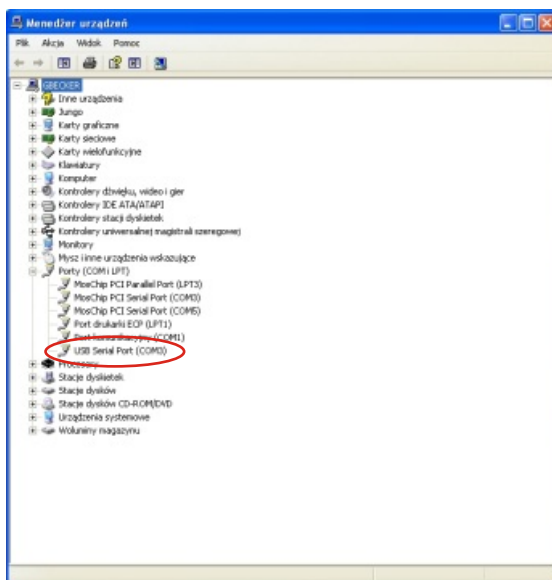 Menedżer urządzeń
Plik Akcja Widok Pomoc
GBECKER
Inne urządzenia
Jungo
Karty graficzne
Karty sieciowe
Karty wielofunkcyjne
Klawiatury
Komputer
Kontrolery dźwięku, wideo i gier
Kontrolery IDE ATA/ATAPI
Kontrolery stacji dyskietek
Kontrolery uniwersalnej magistrali szeregowej
Monitory
Mysz i inne urządzenia wskazujące
Porty (COM i LPT)
MosChip PCI Parallel Port (LPT3)
MosChip PCI Serial Port
MosChip PCI Serial Port (COM5)
Port drukarki ECP (LPT1)
Port komunikacyjny (COM1)
USB Serial Port (COM3)
Procesory
Stacje dyskietek
Stacje dysków
Stacje dysków CD-ROM/DVD
Urządzenia systemowe
Woluminy magazynu